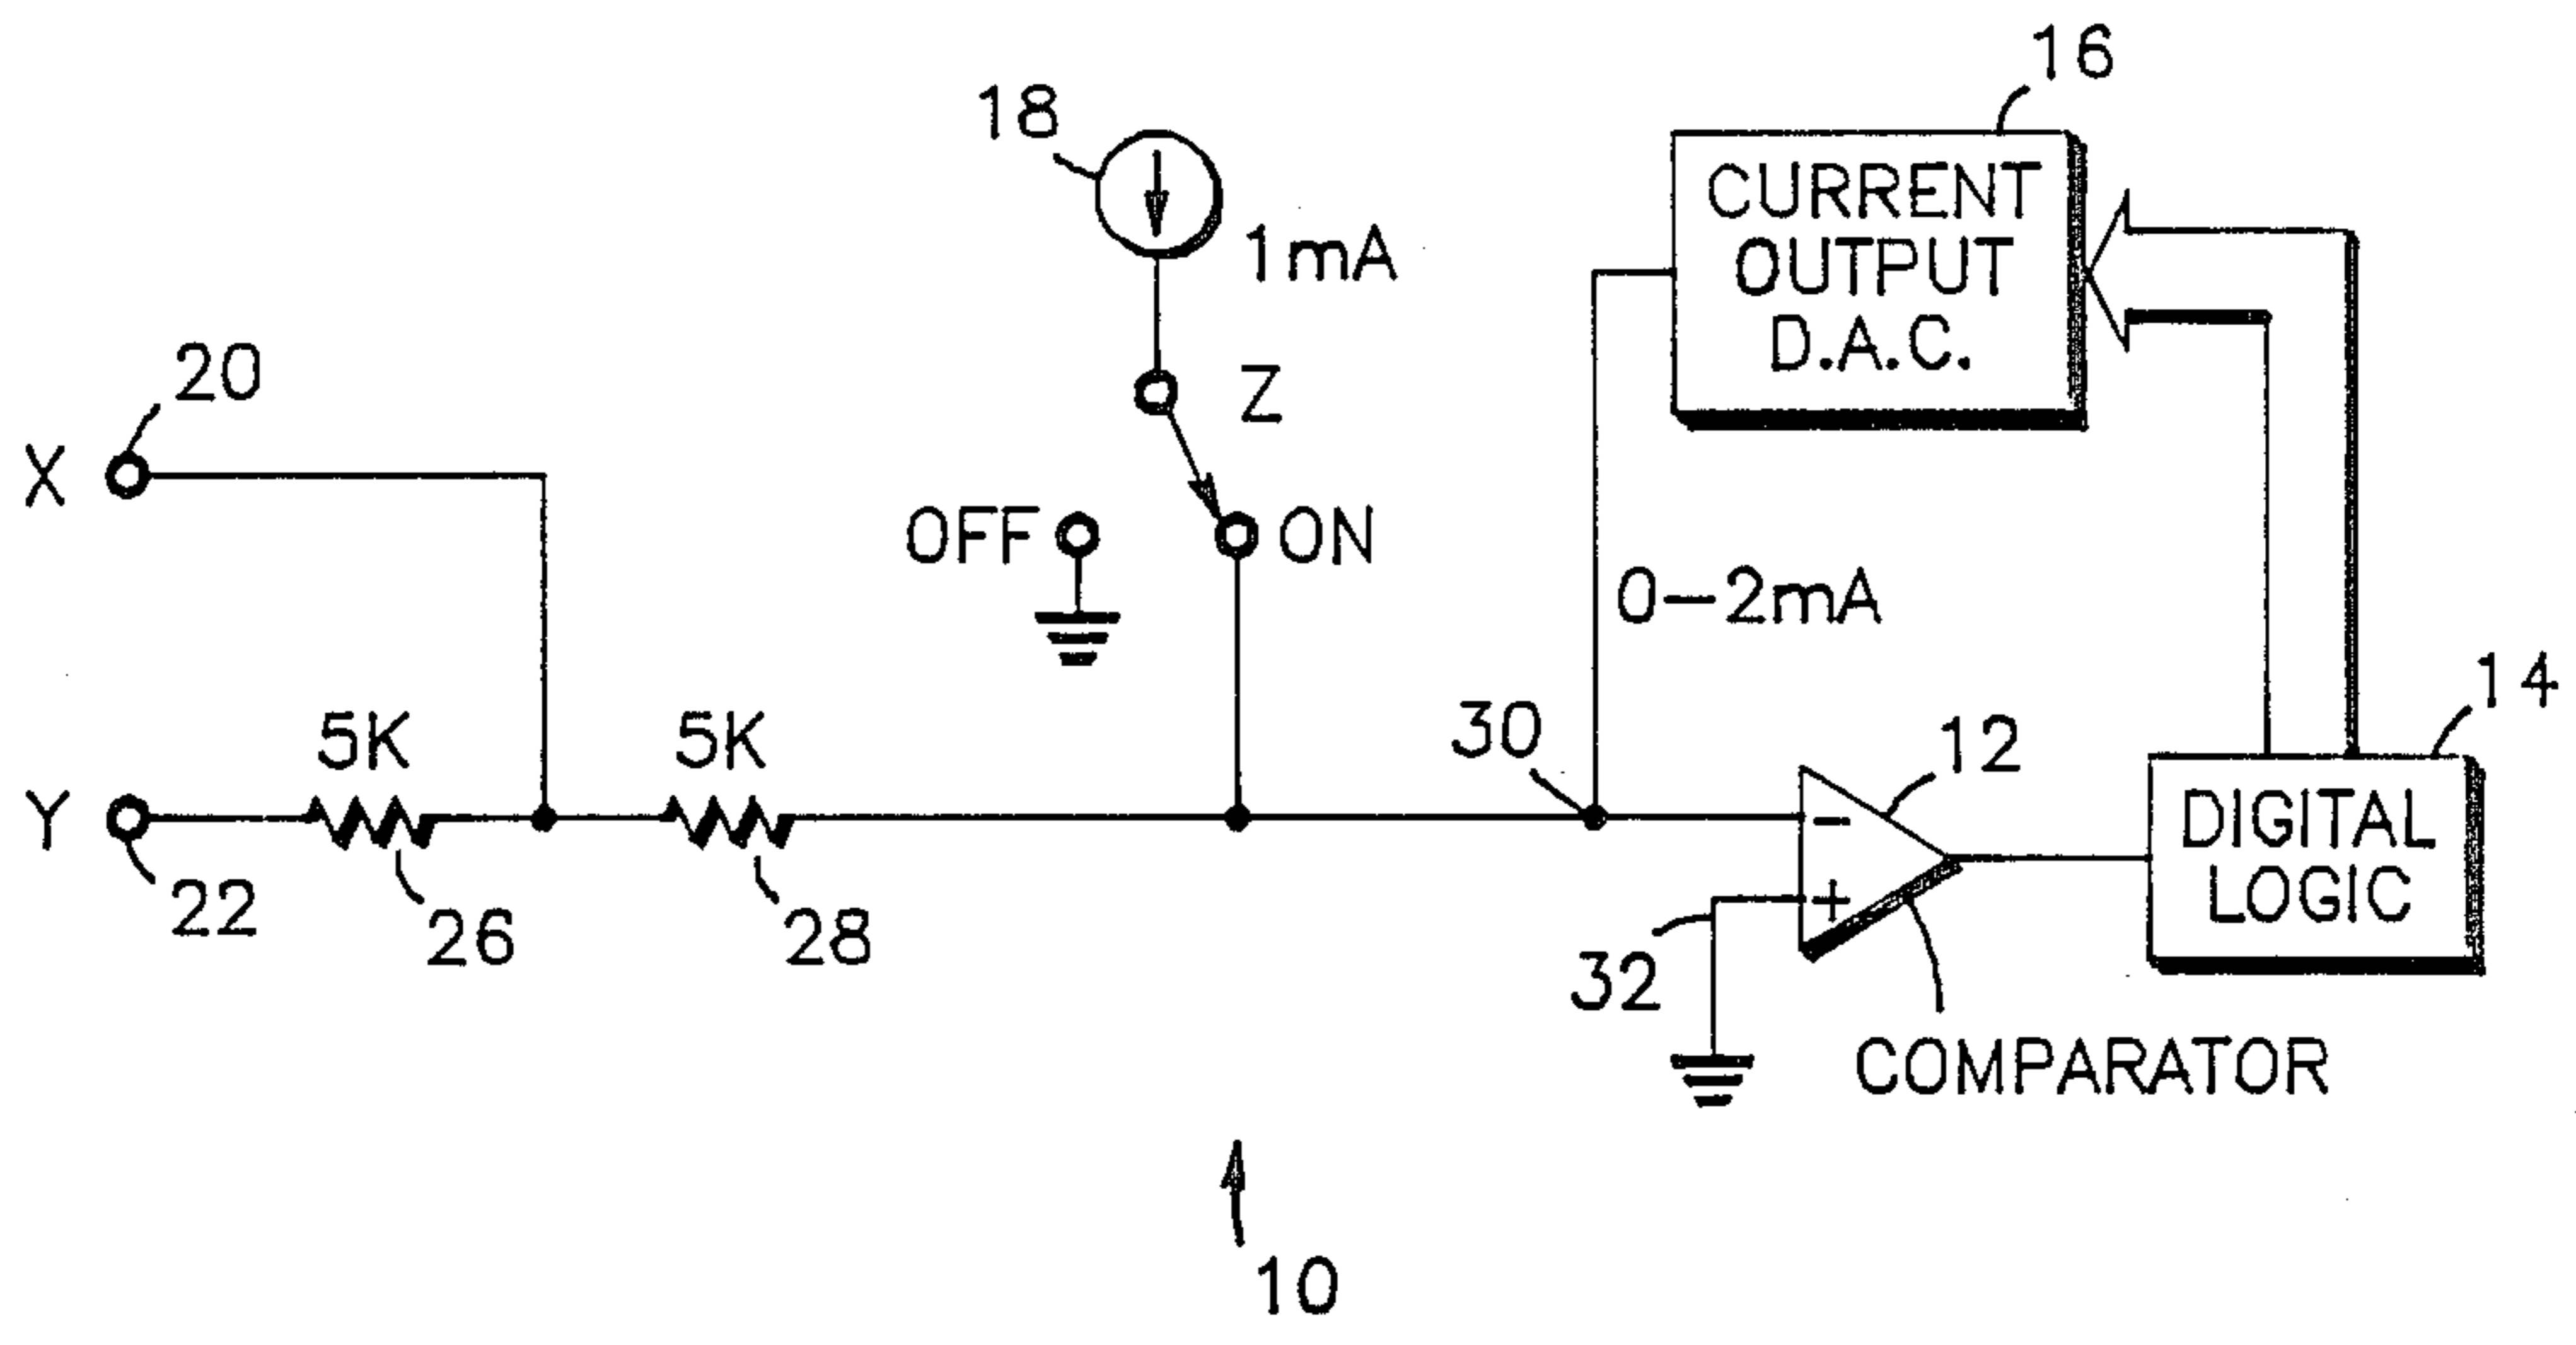 16
18
CURRENT
OUTPUT
D.A.C.
1mA
20
Z
X
OFF
ON
0-2mA
14
30
12
5K
5K
Y
-
DIGITAL
LOGIC
+
22
26
28
32
COMPARATOR
10